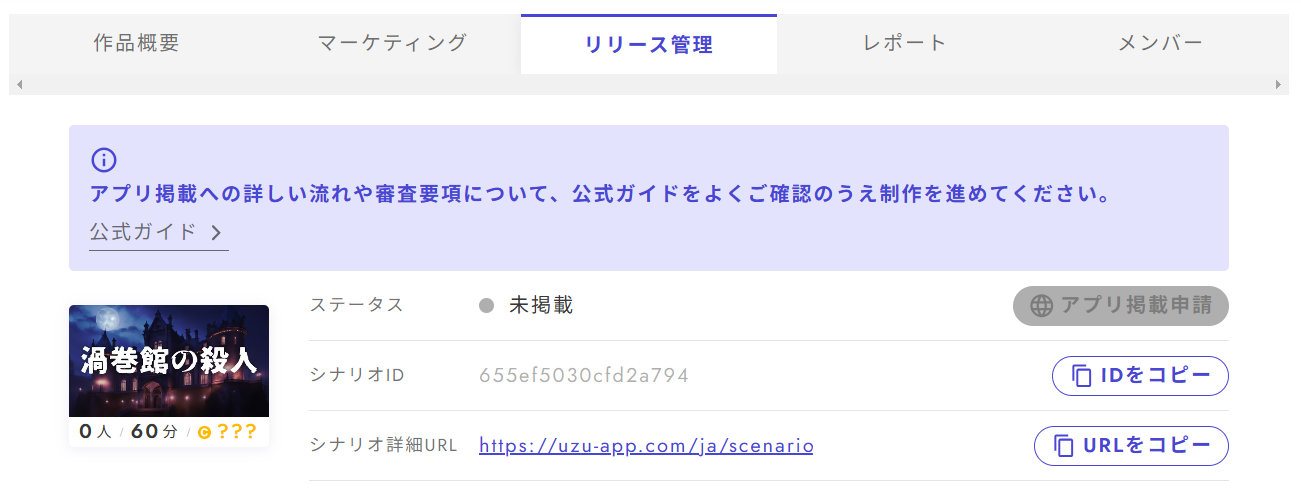 作品概要 マーケティング リリース管理 レポート メンバー
アプリ掲載への詳しい流れや審査要項について、公式ガイドをよくご確認のうえ制作を進めてください。
公式ガイド
渦巻館の殺人
0人 / 60分 / C ???
ステータス 未掲載 アプリ掲載申請
シナリオID 655ef5030cfd2a794 IDをコピー
シナリオ詳細URL https://uzu-app.com/ja/scenario URLをコピー